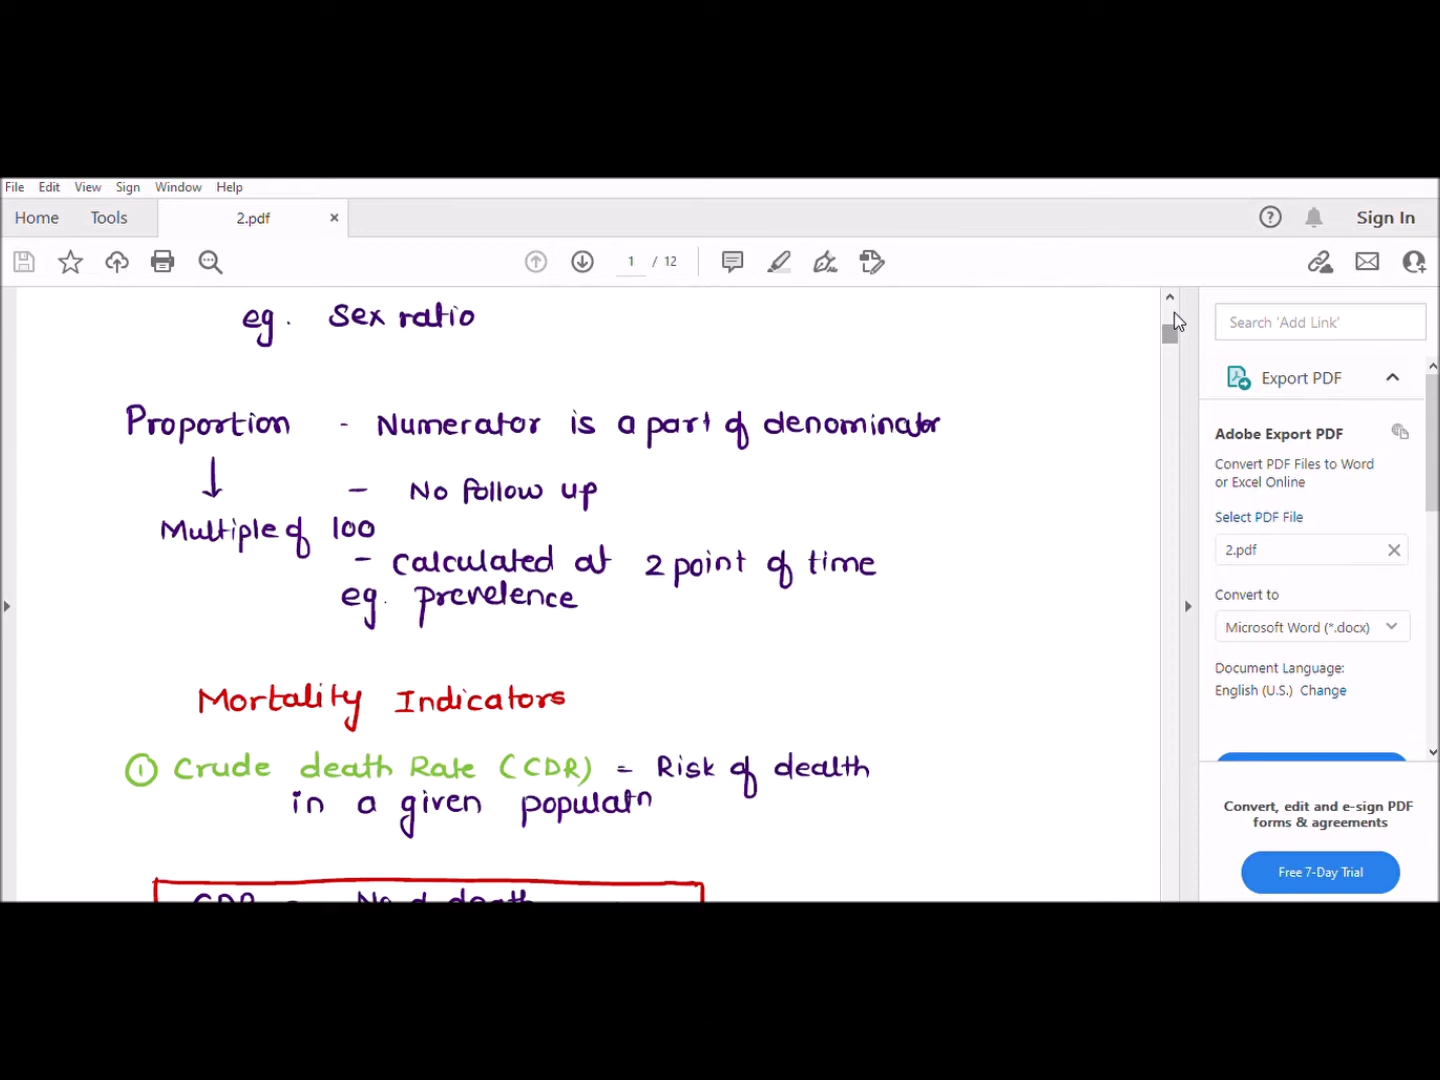 File Edit View Sign Window Help
Home Tools 2.pdf × Sign In
1 / 12
eg. Sex ratio
Proportion - Numerator is a part of denominator
- No follow up
Multiple of 100
- Calculated at 2 point of time
eg. prevelence
Mortality Indicators
① Crude death Rate (CDR) = Risk of dealth
in a given populatn
CDR = No of death
Search 'Add Link'
Export PDF
Adobe Export PDF
Convert PDF Files to Word
or Excel Online
Select PDF File
2.pdf
Convert to
Microsoft Word (*.docx)
Document Language:
English (U.S.) Change
Convert, edit and e-sign PDF
forms & agreements
Free 7-Day Trial